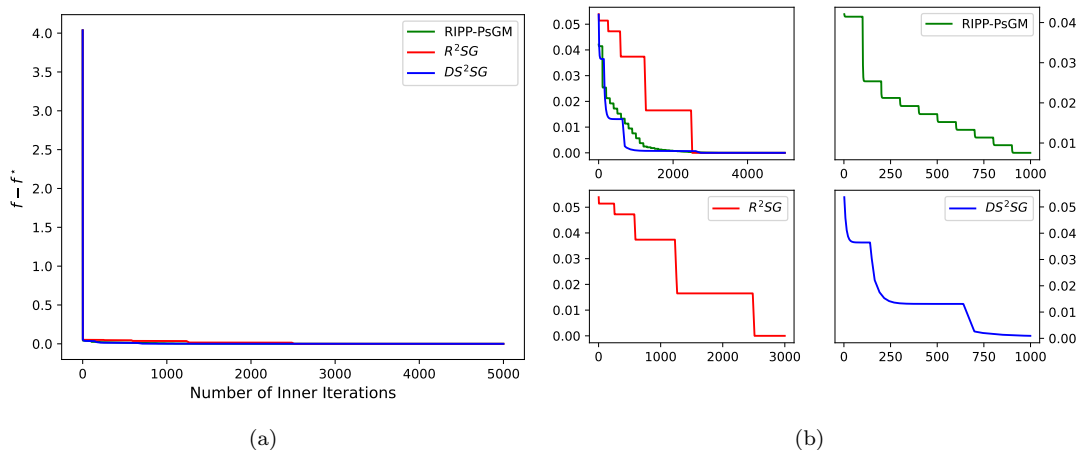 4.0
3.5
3.0
2.5
2.0
1.5
1.0
0.5
0.0
f − f*
0 1000 2000 3000 4000 5000
Number of Inner Iterations
RIPP-PsGM
R²SG
DS²SG
(a)
0.05
0.04
0.03
0.02
0.01
0.00
0 2000 4000
RIPP-PsGM
0.04
0.03
0.02
0.01
0 250 500 750 1000
R²SG
0.05
0.04
0.03
0.02
0.01
0.00
0 1000 2000 3000
DS²SG
0.05
0.04
0.03
0.02
0.01
0.00
0 250 500 750 1000
(b)